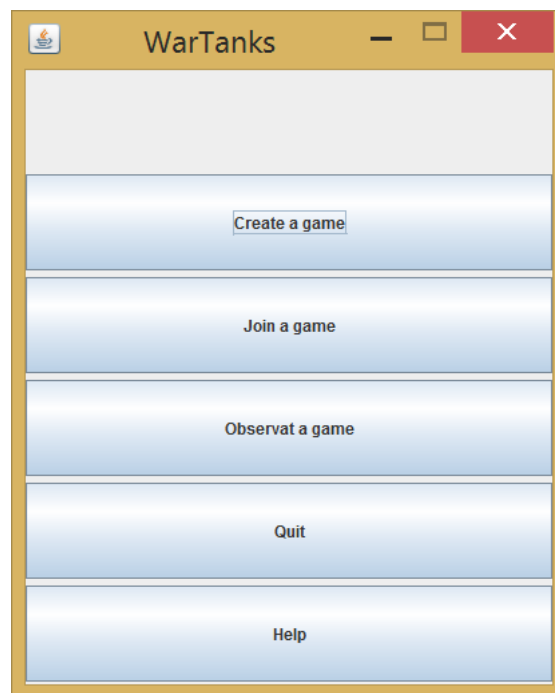 WarTanks
Create a game
Join a game
Observat a game
Quit
Help